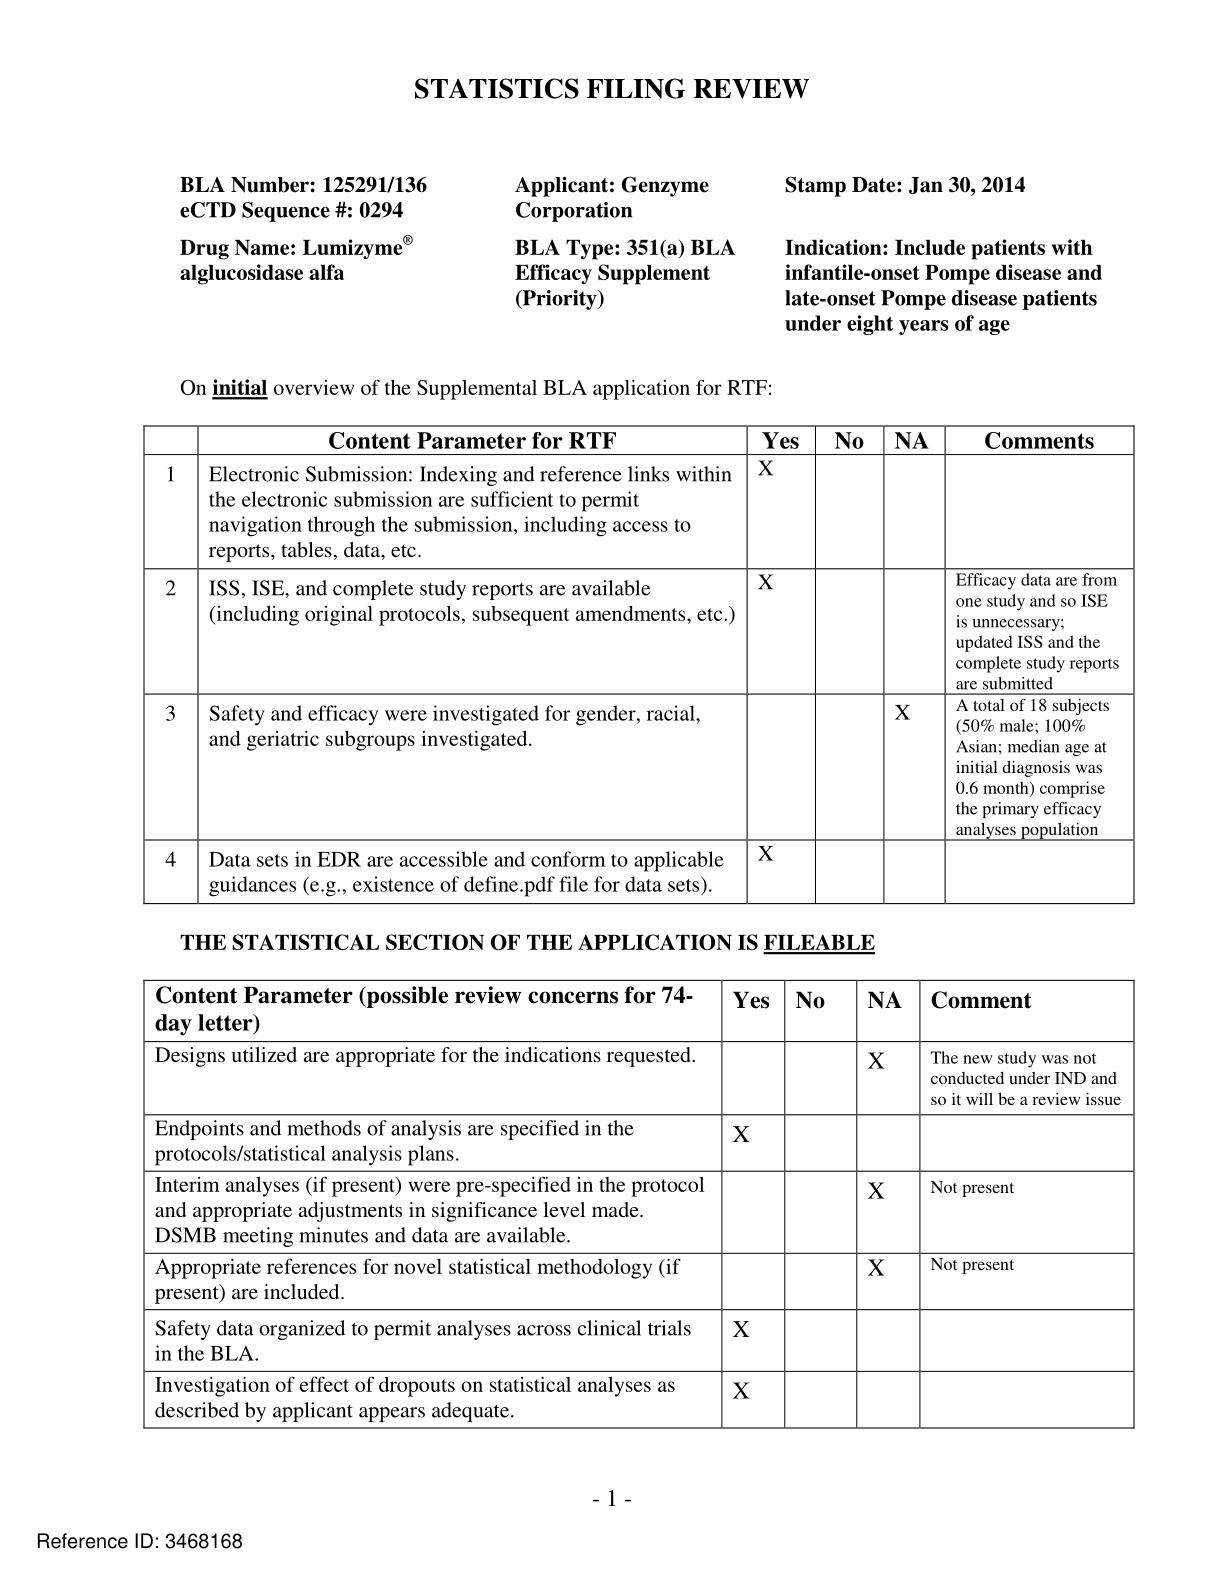 STATISTICS FILING REVIEW
BLA Number: 125291/136
eCTD Sequence #: 0294
Applicant: Genzyme
Corporation
Stamp Date: Jan 30, 2014
Drug Name: Lumizyme®
alglucosidase alfa
BLA Type: 351(a) BLA
Efficacy Supplement
(Priority)
Indication: Include patients with
infantile-onset Pompe disease and
late-onset Pompe disease patients
under eight years of age
On initial overview of the Supplemental BLA application for RTF:
Content Parameter for RTF Yes No NA Comments
1 Electronic Submission: Indexing and reference links within X
the electronic submission are sufficient to permit
navigation through the submission, including access to
reports, tables, data, etc.
2 ISS, ISE, and complete study reports are available X
(including original protocols, subsequent amendments, etc.)
Efficacy data are from
one study and so ISE
is unnecessary;
updated ISS and the
complete study reports
are submitted
3 Safety and efficacy were investigated for gender, racial, X
and geriatric subgroups investigated.
A total of 18 subjects
(50% male; 100%
Asian; median age at
initial diagnosis was
0.6 month) comprise
the primary efficacy
analyses population
4 Data sets in EDR are accessible and conform to applicable X
guidances (e.g., existence of define.pdf file for data sets).
THE STATISTICAL SECTION OF THE APPLICATION IS FILEABLE
Content Parameter (possible review concerns for 74-
day letter)
Yes No NA Comment
Designs utilized are appropriate for the indications requested. X
The new study was not
conducted under IND and
so it will be a review issue
Endpoints and methods of analysis are specified in the X
protocols/statistical analysis plans.
Interim analyses (if present) were pre-specified in the protocol X Not present
and appropriate adjustments in significance level made.
DSMB meeting minutes and data are available.
Appropriate references for novel statistical methodology (if X Not present
present) are included.
Safety data organized to permit analyses across clinical trials X
in the BLA.
Investigation of effect of dropouts on statistical analyses as X
described by applicant appears adequate.
- 1 -
Reference ID: 3468168